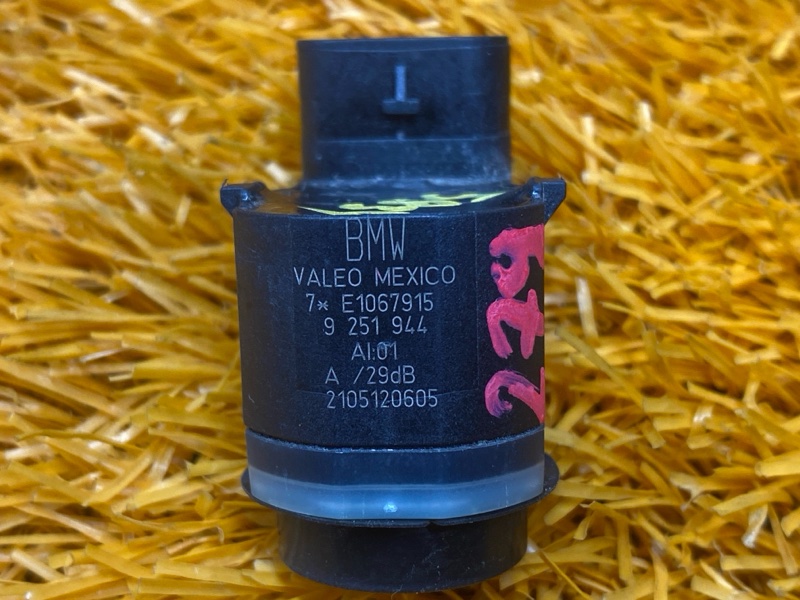 BMW
VALEO MEXICO
7* E1067915
9 251 944
AI:01
A /29dB
2105120605